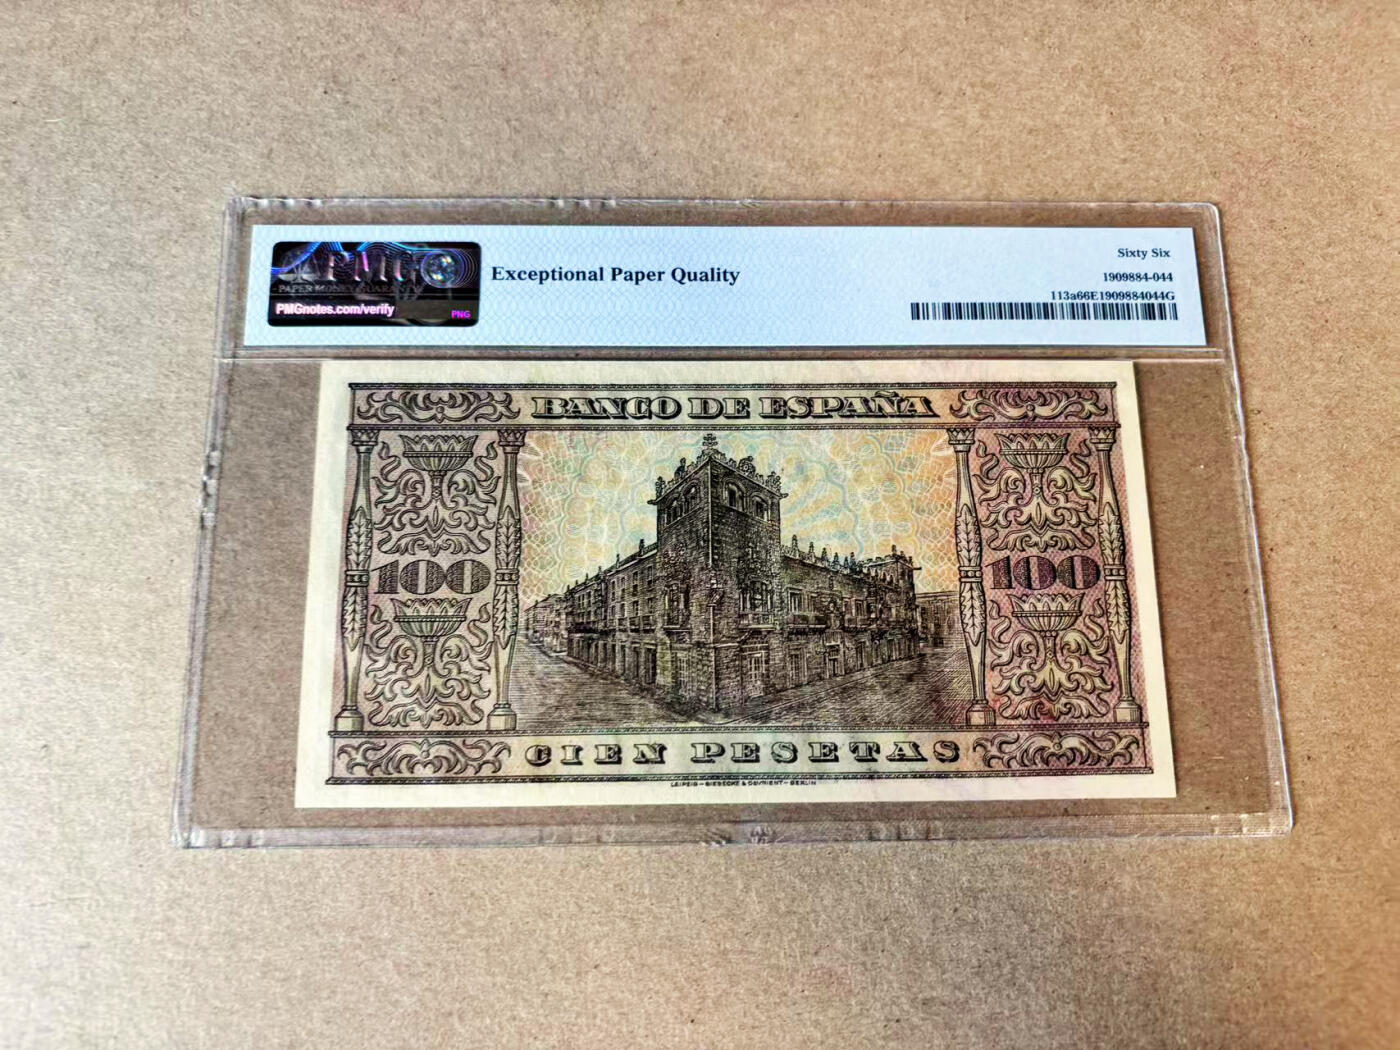 PMG
PAPER MONEY GUARANTY
PMGnotes.com/verify
PNG
Exceptional Paper Quality
Sixty Six
1909884-044
113a66E1909884044G
BANCO DE ESPAÑA
100
100
CIEN PESETAS
LEIPZIG – GIESECKE & DEVRIENT – BERLIN